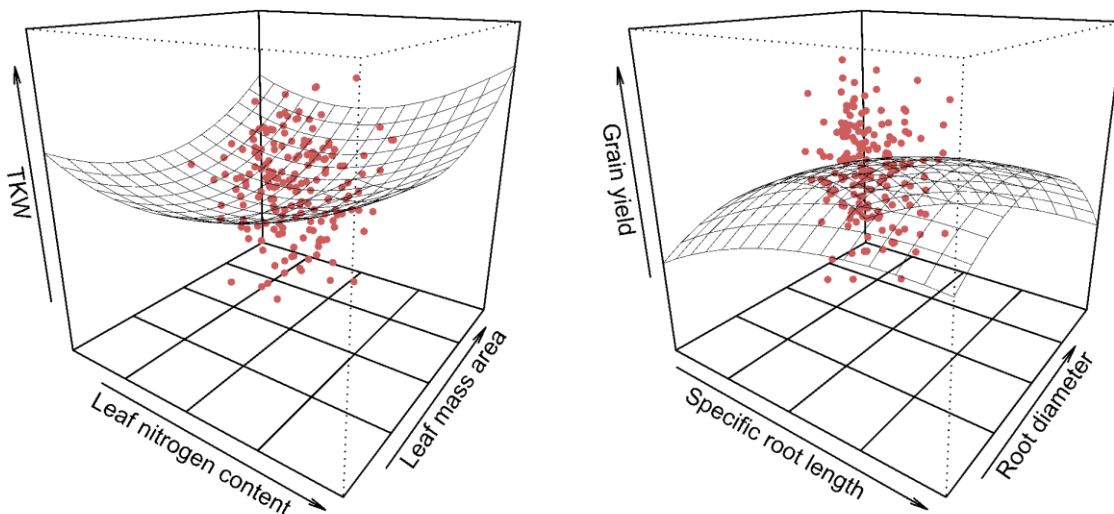 TKW
Leaf nitrogen content
Leaf mass area
Grain yield
Specific root length
Root diameter